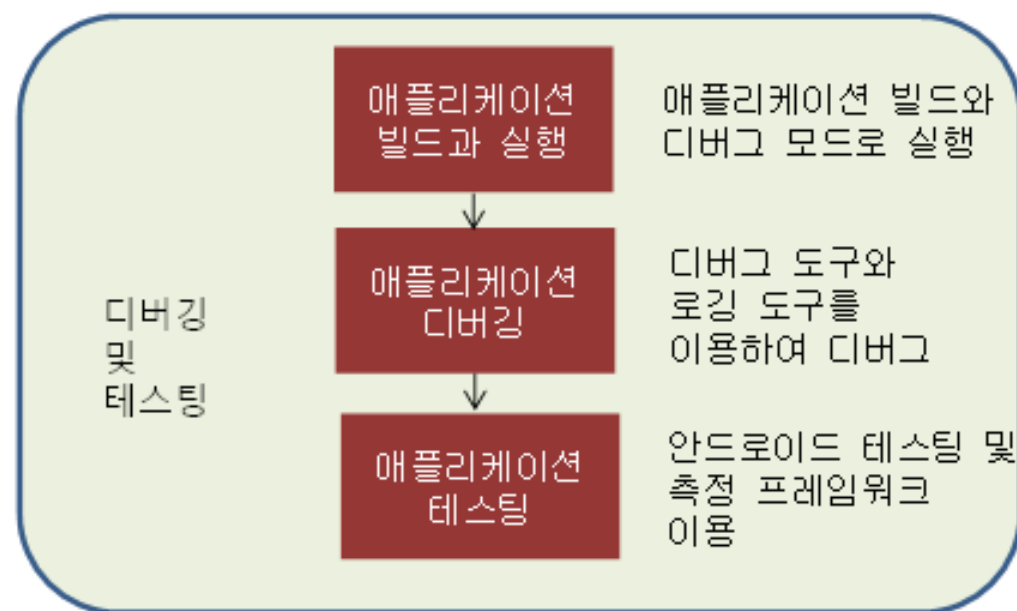 애플리케이션
빌드과 실행
애플리케이션 빌드와
디버그 모드로 실행
디버깅
및
테스팅
애플리케이션
디버깅
디버그 도구와
로깅 도구를
이용하여 디버그
애플리케이션
테스팅
안드로이드 테스팅 및
측정 프레임워크
이용